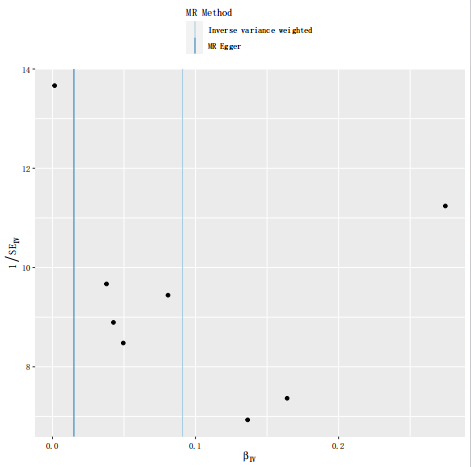 MR Method
Inverse variance weighted
MR Egger
14
12
10
8
1/SE_IV
0.0
0.1
0.2
β_IV